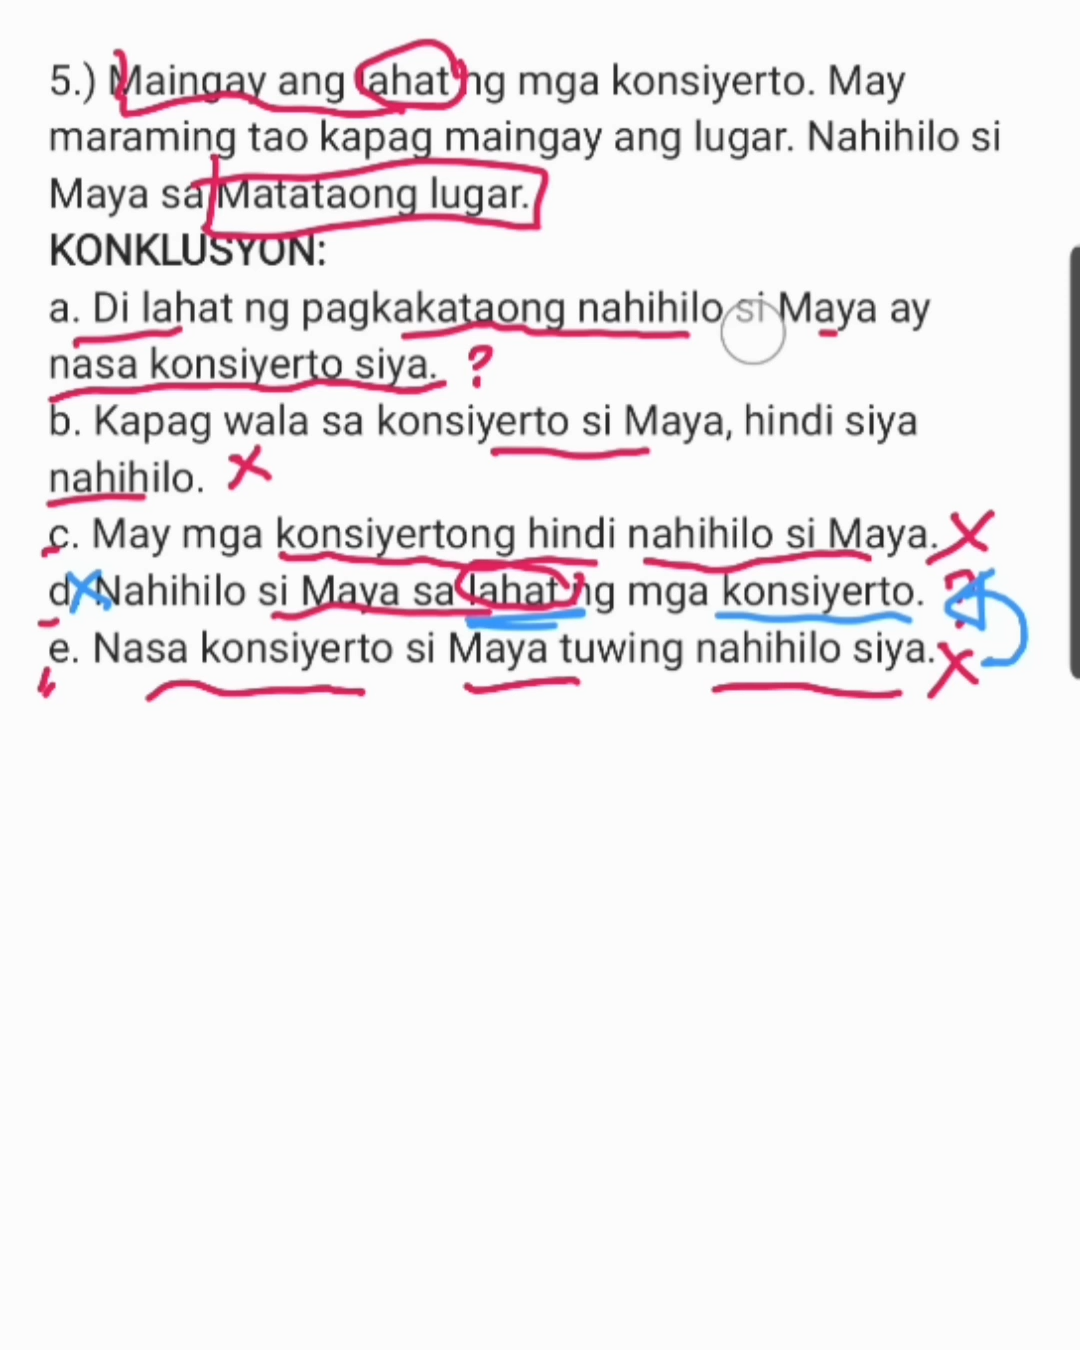 5.) Maingay ang lahat ng mga konsiyerto. May
maraming tao kapag maingay ang lugar. Nahihilo si
Maya sa Matataong lugar.
KONKLUSYON:
a. Di lahat ng pagkakataong nahihilo si Maya ay
nasa konsiyerto siya. ?
b. Kapag wala sa konsiyerto si Maya, hindi siya
nahihilo.
c. May mga konsiyertong hindi nahihilo si Maya.
d. Nahihilo si Maya sa lahat ng mga konsiyerto. ?
e. Nasa konsiyerto si Maya tuwing nahihilo siya.